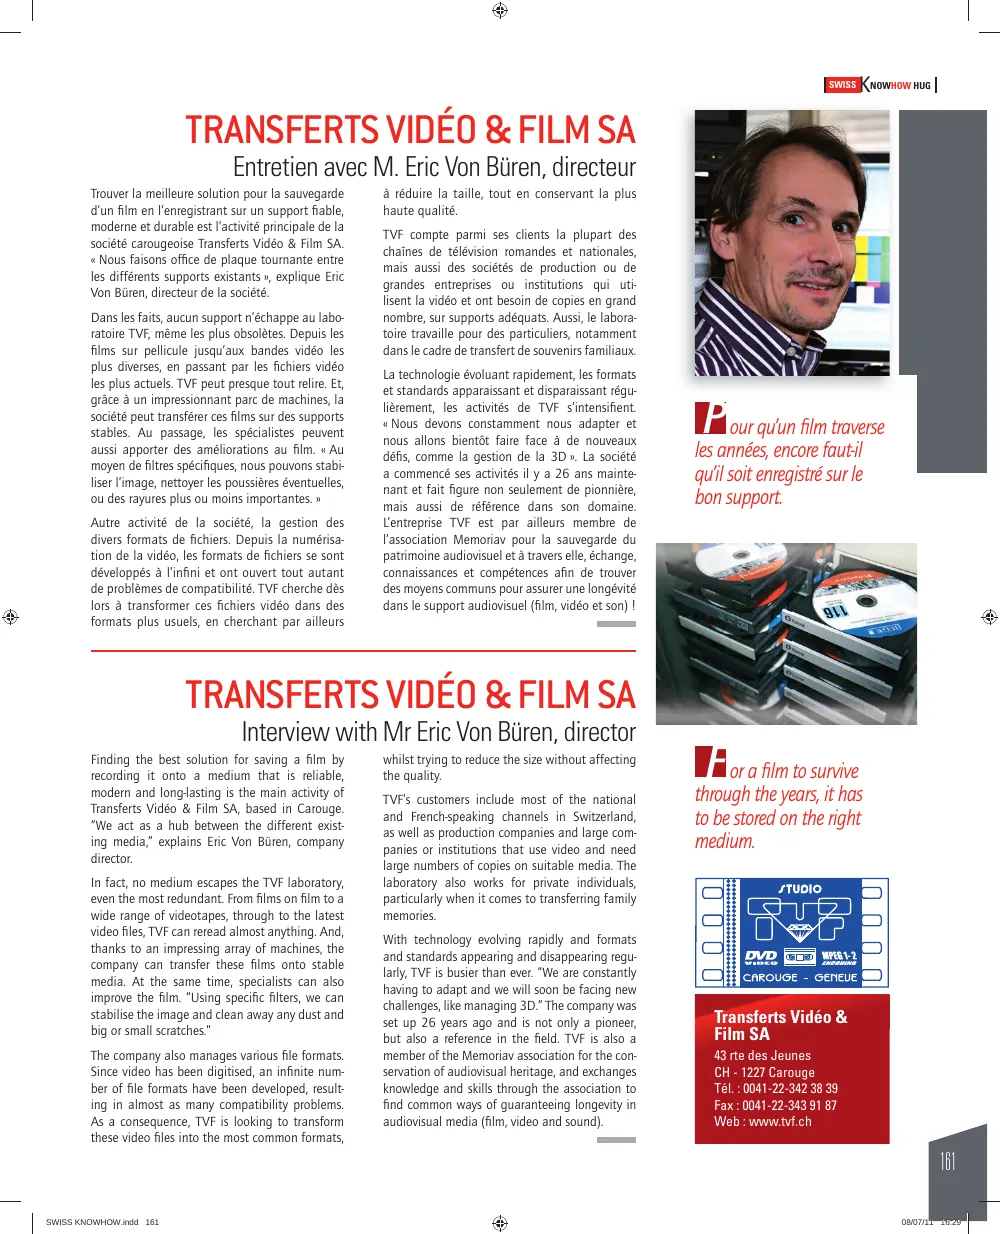 SWISS KNOWHOW HUG
TRANSFERTS VIDÉO & FILM SA
Entretien avec M. Eric Von Büren, directeur
Trouver la meilleure solution pour la sauvegarde
d'un film en l'enregistrant sur un support fiable,
moderne et durable est l'activité principale de la
société carougeoise Transferts Vidéo & Film SA.
« Nous faisons office de plaque tournante entre
les différents supports existants », explique Eric
Von Büren, directeur de la société.
Dans les faits, aucun support n'échappe au labo-
ratoire TVF, même les plus obsolètes. Depuis les
films sur pellicule jusqu'aux bandes vidéo les
plus diverses, en passant par les fichiers vidéo
les plus actuels. TVF peut presque tout relire. Et,
grâce à un impressionnant parc de machines, la
société peut transférer ces films sur des supports
stables. Au passage, les spécialistes peuvent
aussi apporter des améliorations au film. « Au
moyen de filtres spécifiques, nous pouvons stabi-
liser l'image, nettoyer les poussières éventuelles,
ou des rayures plus ou moins importantes. »
Autre activité de la société, la gestion des
divers formats de fichiers. Depuis la numérisa-
tion de la vidéo, les formats de fichiers se sont
développés à l'infini et ont ouvert tout autant
de problèmes de compatibilité. TVF cherche dès
lors à transformer ces fichiers vidéo dans des
formats plus usuels, en cherchant par ailleurs
à réduire la taille, tout en conservant la plus
haute qualité.
TVF compte parmi ses clients la plupart des
chaînes de télévision romandes et nationales,
mais aussi des sociétés de production ou de
grandes entreprises ou institutions qui uti-
lisent la vidéo et ont besoin de copies en grand
nombre, sur supports adéquats. Aussi, le labora-
toire travaille pour des particuliers, notamment
dans le cadre de transfert de souvenirs familiaux.
La technologie évoluant rapidement, les formats
et standards apparaissant et disparaissant régu-
lièrement, les activités de TVF s'intensifient.
« Nous devons constamment nous adapter et
nous allons bientôt faire face à de nouveaux
défis, comme la gestion de la 3D ». La société
a commencé ses activités il y a 26 ans mainte-
nant et fait figure non seulement de pionnière,
mais aussi de référence dans son domaine.
L'entreprise TVF est par ailleurs membre de
l'association Memoriav pour la sauvegarde du
patrimoine audiovisuel et à travers elle, échange,
connaissances et compétences afin de trouver
des moyens communs pour assurer une longévité
dans le support audiovisuel (film, vidéo et son) !
Pour qu'un film traverse
les années, encore faut-il
qu'il soit enregistré sur le
bon support.
116
TRANSFERTS VIDÉO & FILM SA
Interview with Mr Eric Von Büren, director
Finding the best solution for saving a film by
recording it onto a medium that is reliable,
modern and long-lasting is the main activity of
Transferts Vidéo & Film SA, based in Carouge.
"We act as a hub between the different exist-
ing media," explains Eric Von Büren, company
director.
In fact, no medium escapes the TVF laboratory,
even the most redundant. From films on film to a
wide range of videotapes, through to the latest
video files, TVF can reread almost anything. And,
thanks to an impressing array of machines, the
company can transfer these films onto stable
media. At the same time, specialists can also
improve the film. "Using specific filters, we can
stabilise the image and clean away any dust and
big or small scratches."
The company also manages various file formats.
Since video has been digitised, an infinite num-
ber of file formats have been developed, result-
ing in almost as many compatibility problems.
As a consequence, TVF is looking to transform
these video files into the most common formats,
whilst trying to reduce the size without affecting
the quality.
TVF's customers include most of the national
and French-speaking channels in Switzerland,
as well as production companies and large com-
panies or institutions that use video and need
large numbers of copies on suitable media. The
laboratory also works for private individuals,
particularly when it comes to transferring family
memories.
With technology evolving rapidly and formats
and standards appearing and disappearing regu-
larly, TVF is busier than ever. "We are constantly
having to adapt and we will soon be facing new
challenges, like managing 3D." The company was
set up 26 years ago and is not only a pioneer,
but also a reference in the field. TVF is also a
member of the Memoriav association for the con-
servation of audiovisual heritage, and exchanges
knowledge and skills through the association to
find common ways of guaranteeing longevity in
audiovisual media (film, video and sound).
For a film to survive
through the years, it has
to be stored on the right
medium.
STUDIO
TVF
DVD VIDEO MPEG 1-2 ENCODING
CAROUGE - GENEVE
Transferts Vidéo &
Film SA
43 rte des Jeunes
CH - 1227 Carouge
Tél. : 0041-22-342 38 39
Fax : 0041-22-343 91 87
Web : www.tvf.ch
161
SWISS KNOWHOW.indd 161
08/07/11 16:29